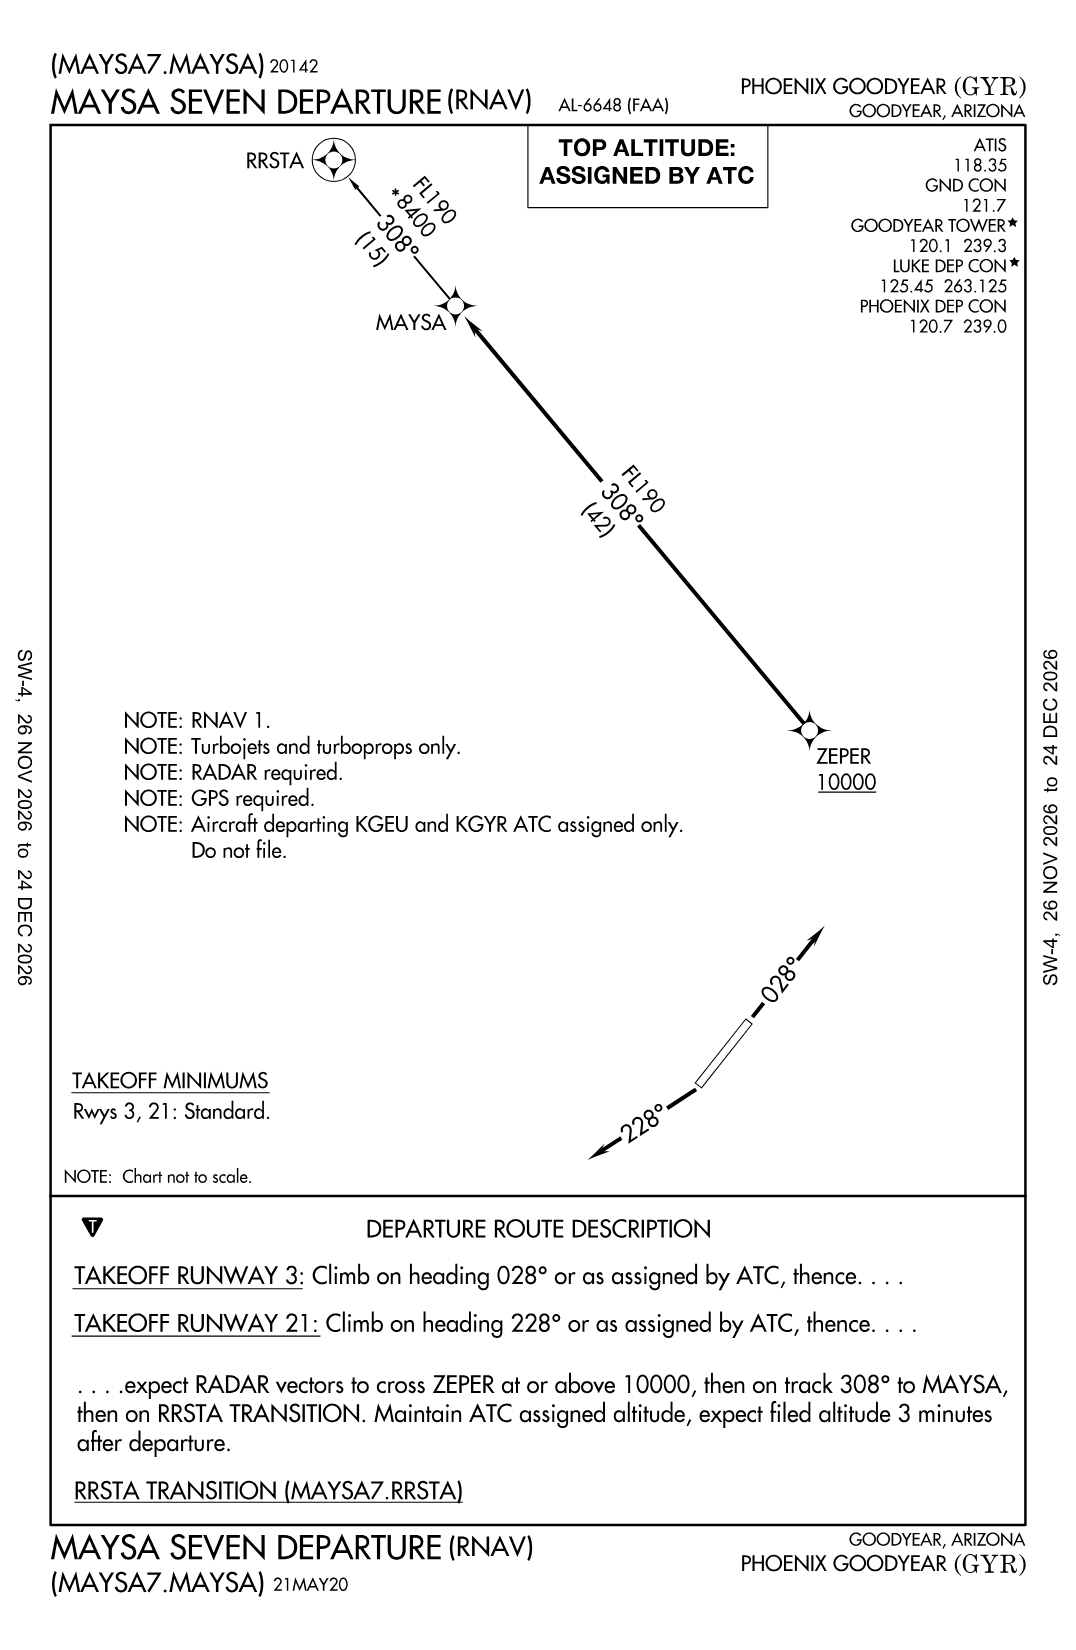 (MAYSA7.MAYSA) 20142
MAYSA SEVEN DEPARTURE (RNAV)
AL-6648 (FAA)
PHOENIX GOODYEAR (GYR)
GOODYEAR, ARIZONA
TOP ALTITUDE:
ASSIGNED BY ATC
ATIS
118.35
GND CON
121.7
GOODYEAR TOWER★
120.1 239.3
LUKE DEP CON★
125.45 263.125
PHOENIX DEP CON
120.7 239.0
RRSTA
FL190
*8400
308°
(15)
MAYSA
FL190
308°
(42)
ZEPER
10000
SW-4, 26 NOV 2026 to 24 DEC 2026
SW-4, 26 NOV 2026 to 24 DEC 2026
NOTE: RNAV 1.
NOTE: Turbojets and turboprops only.
NOTE: RADAR required.
NOTE: GPS required.
NOTE: Aircraft departing KGEU and KGYR ATC assigned only.
Do not file.
028°
228°
TAKEOFF MINIMUMS
Rwys 3, 21: Standard.
NOTE: Chart not to scale.
T
DEPARTURE ROUTE DESCRIPTION
TAKEOFF RUNWAY 3: Climb on heading 028° or as assigned by ATC, thence. . . .
TAKEOFF RUNWAY 21: Climb on heading 228° or as assigned by ATC, thence. . . .
. . . .expect RADAR vectors to cross ZEPER at or above 10000, then on track 308° to MAYSA,
then on RRSTA TRANSITION. Maintain ATC assigned altitude, expect filed altitude 3 minutes
after departure.
RRSTA TRANSITION (MAYSA7.RRSTA)
MAYSA SEVEN DEPARTURE (RNAV)
(MAYSA7.MAYSA) 21MAY20
GOODYEAR, ARIZONA
PHOENIX GOODYEAR (GYR)